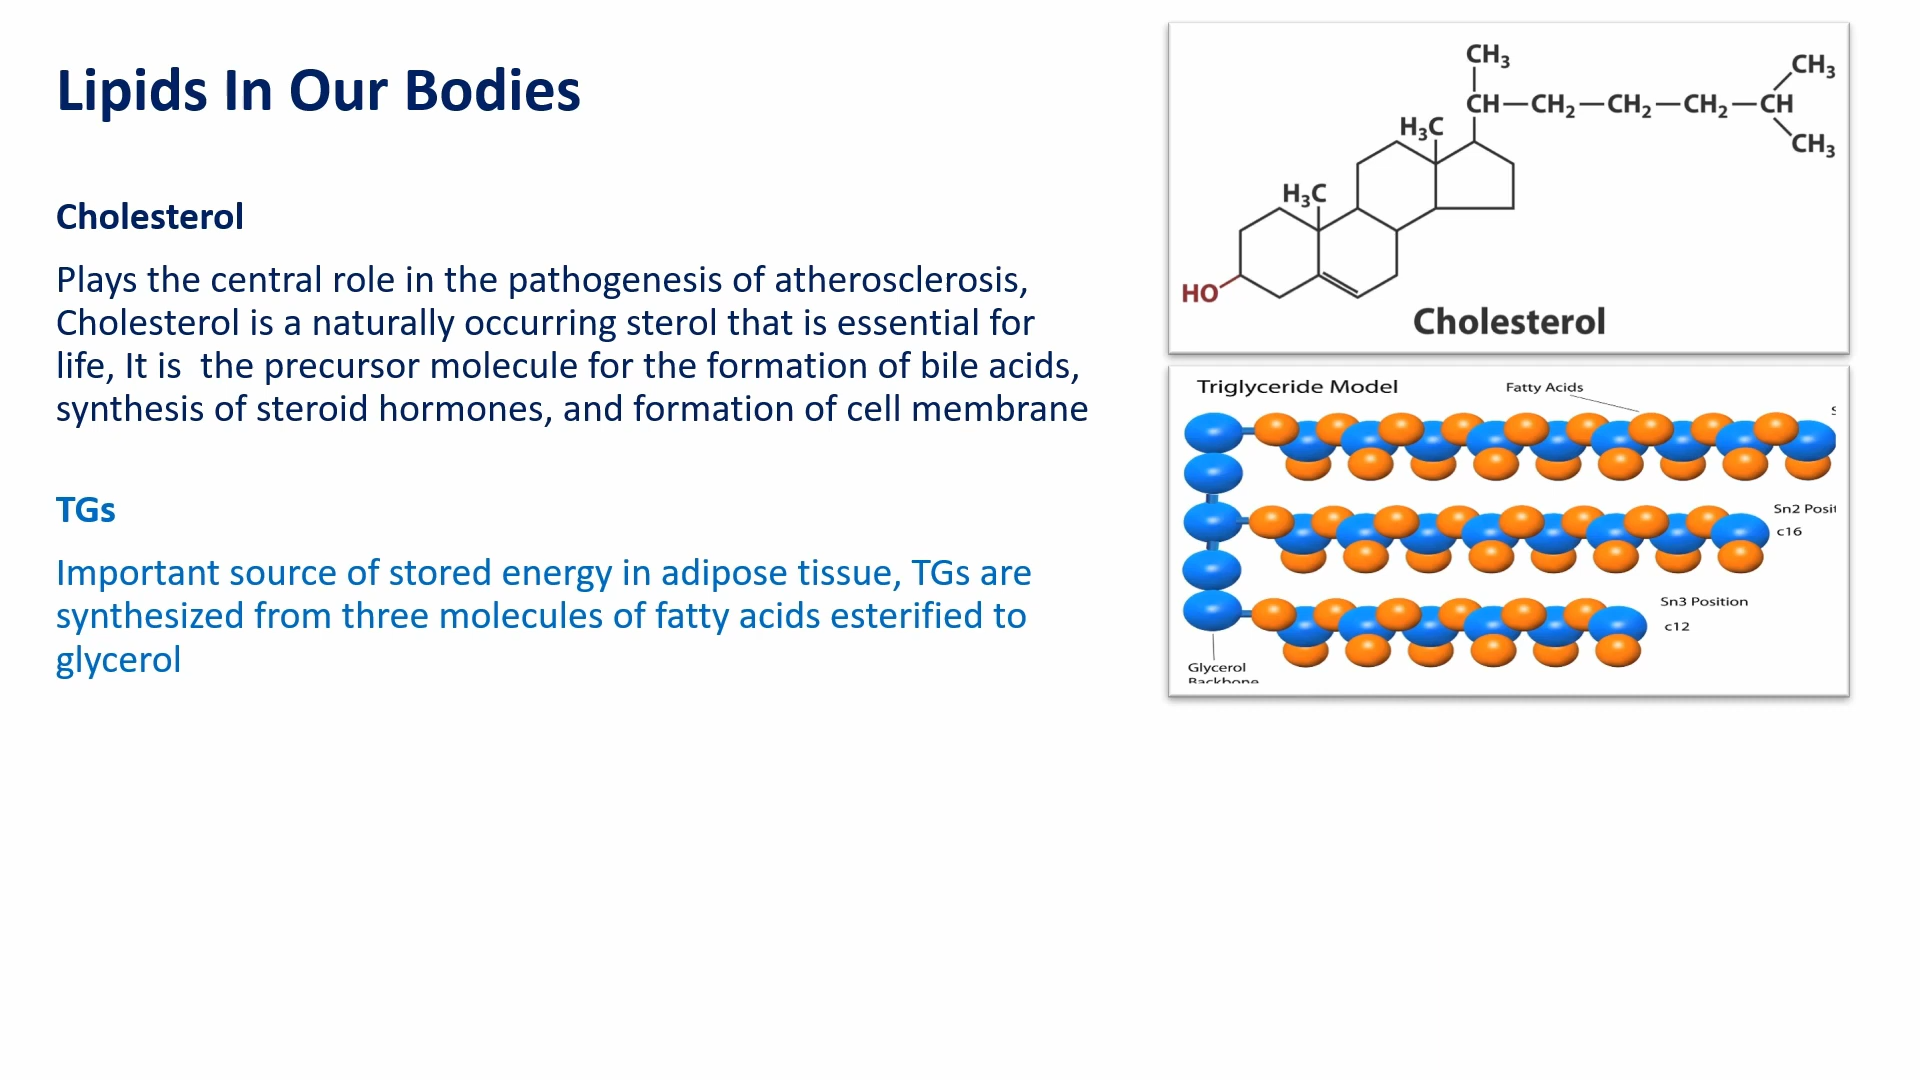 Lipids In Our Bodies
Cholesterol
Plays the central role in the pathogenesis of atherosclerosis,
Cholesterol is a naturally occurring sterol that is essential for
life, It is  the precursor molecule for the formation of bile acids,
synthesis of steroid hormones, and formation of cell membrane
TGs
Important source of stored energy in adipose tissue, TGs are
synthesized from three molecules of fatty acids esterified to
glycerol
CH3
CH3
CH—CH2—CH2—CH2—CH
H3C
CH3
H3C
HO
Cholesterol
Triglyceride Model
Fatty Acids
Sn2 Posit
c16
Sn3 Position
c12
Glycerol
Backbone